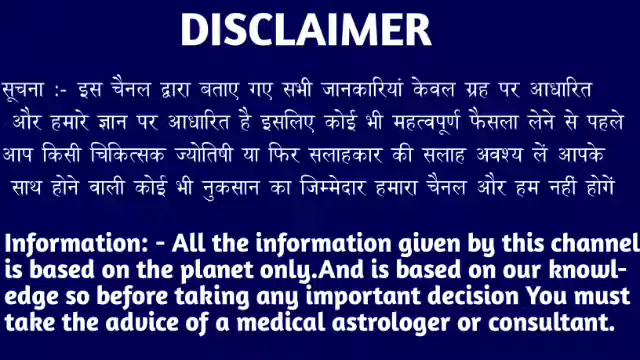 DISCLAIMER
सूचना :- इस चैनल द्वारा बताए गए सभी जानकारियां केवल ग्रह पर आधारित
और हमारे ज्ञान पर आधारित है इसलिए कोई भी महत्वपूर्ण फैसला लेने से पहले
आप किसी चिकित्सक ज्योतिषी या फिर सलाहकार की सलाह अवश्य लें आपके
साथ होने वाली कोई भी नुकसान का जिम्मेदार हमारा चैनल और हम नहीं होगें
Information: - All the information given by this channel
is based on the planet only.And is based on our knowl-
edge so before taking any important decision You must
take the advice of a medical astrologer or consultant.